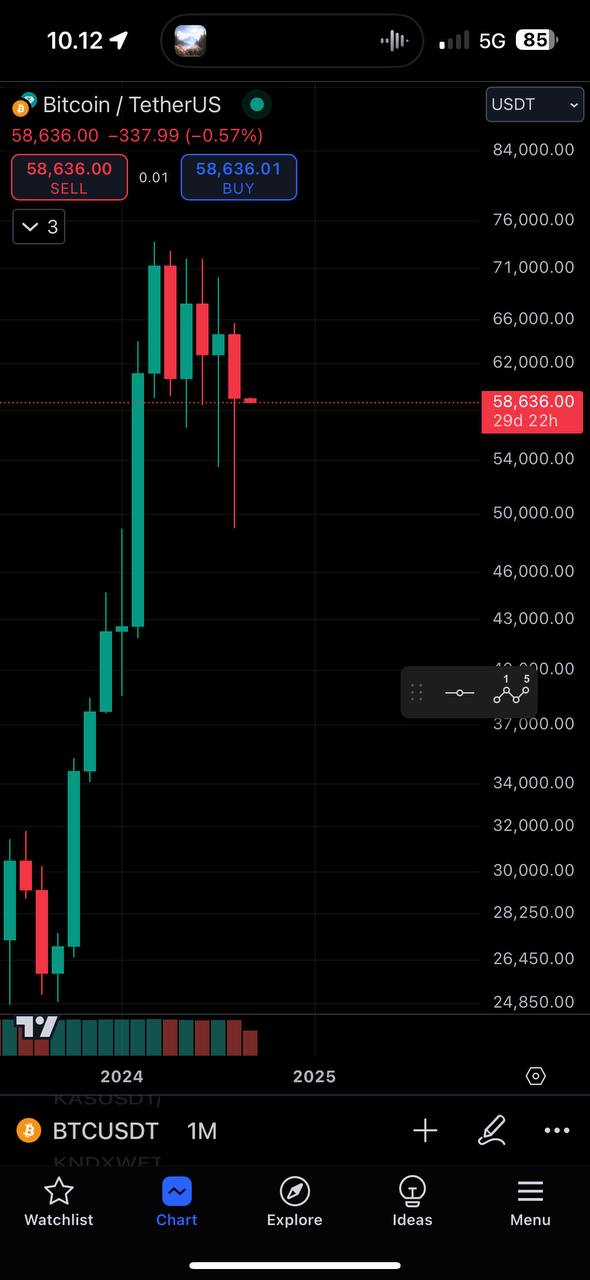 10.12
5G
85
Bitcoin / TetherUS
USDT
58,636.00 −337.99 (−0.57%)
58,636.00
SELL
0.01
58,636.01
BUY
3
84,000.00
76,000.00
71,000.00
66,000.00
62,000.00
58,636.00
29d 22h
54,000.00
50,000.00
46,000.00
43,000.00
1 5
37,000.00
34,000.00
32,000.00
30,000.00
28,250.00
26,450.00
24,850.00
2024
2025
BTCUSDT 1M
Watchlist
Chart
Explore
Ideas
Menu